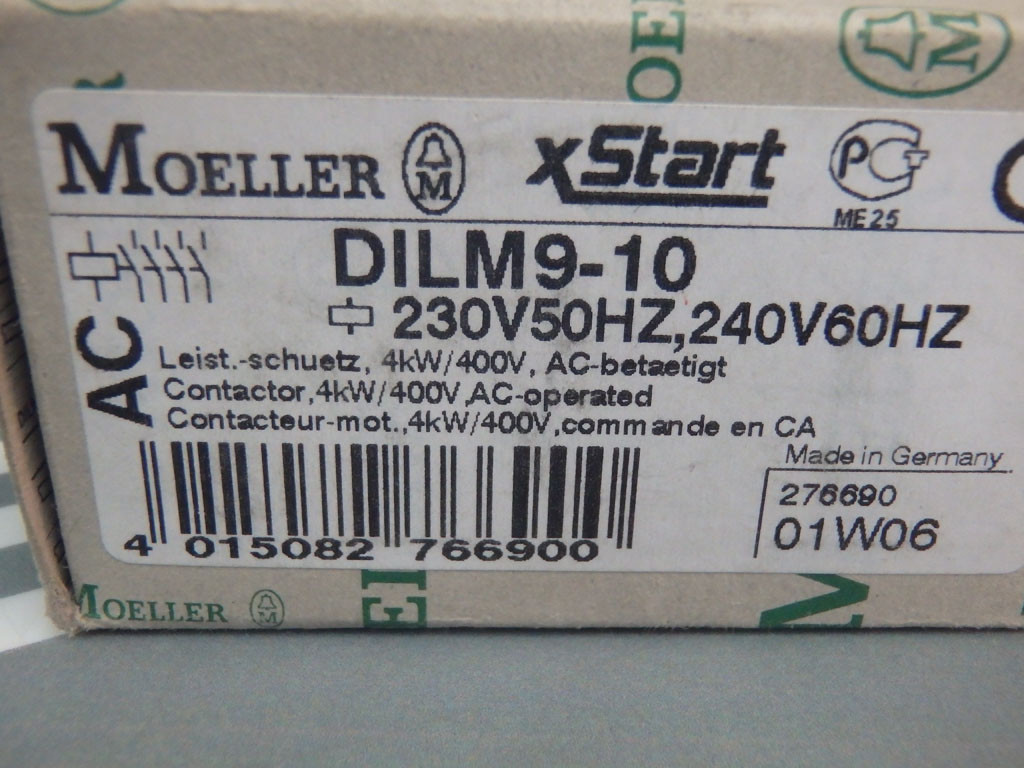 MOELLER M xStart PG
ME25
DILM9-10
230V50HZ,240V60HZ
AC
Leist.-schuetz, 4kW/400V, AC-betaetigt
Contactor,4kW/400V,AC-operated
Contacteur-mot.,4kW/400V,commande en CA
Made in Germany
276690
01W06
4 015082 766900
MOELLER M